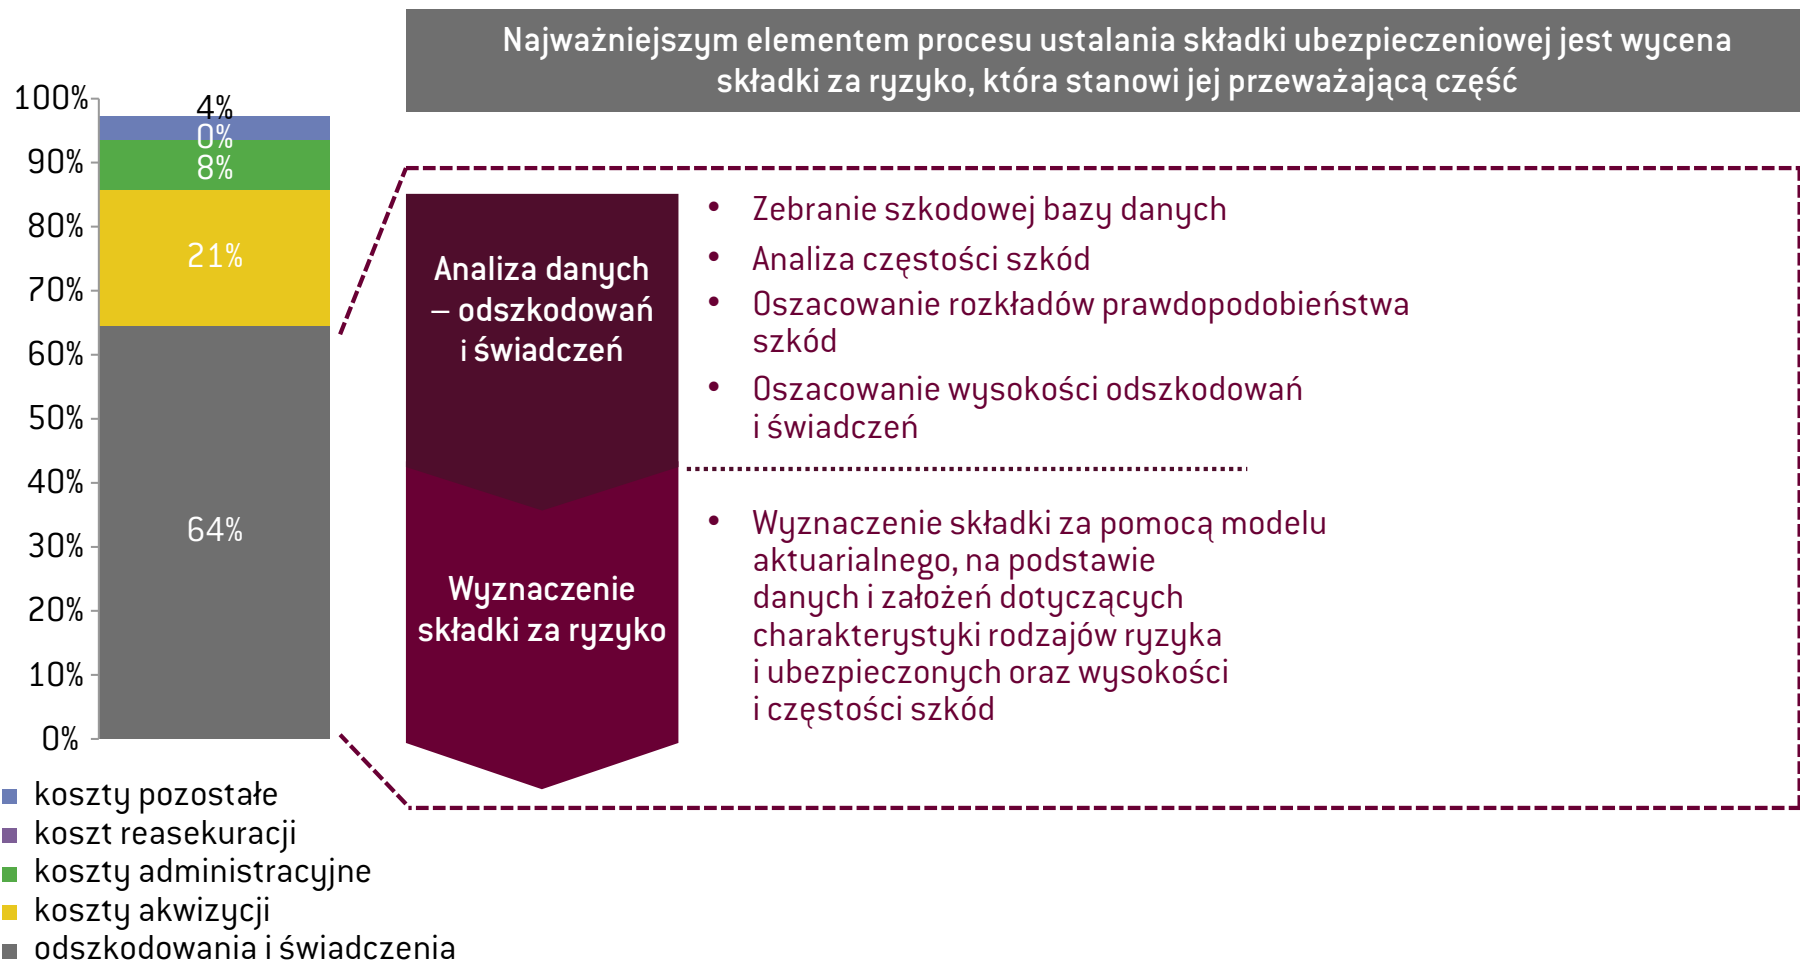 Najważniejszym elementem procesu ustalania składki ubezpieczeniowej jest wycena
składki za ryzyko, która stanowi jej przeważającą część
100%
90%
80%
70%
60%
50%
40%
30%
20%
10%
0%
4%
0%
8%
21%
64%
koszty pozostałe
koszt reasekuracji
koszty administracyjne
koszty akwizycji
odszkodowania i świadczenia
Analiza danych
– odszkodowań
i świadczeń
• Zebranie szkodowej bazy danych
• Analiza częstości szkód
• Oszacowanie rozkładów prawdopodobieństwa
szkód
• Oszacowanie wysokości odszkodowań
i świadczeń
Wyznaczenie
składki za ryzyko
• Wyznaczenie składki za pomocą modelu
aktuarialnego, na podstawie
danych i założeń dotyczących
charakterystyki rodzajów ryzyka
i ubezpieczonych oraz wysokości
i częstości szkód